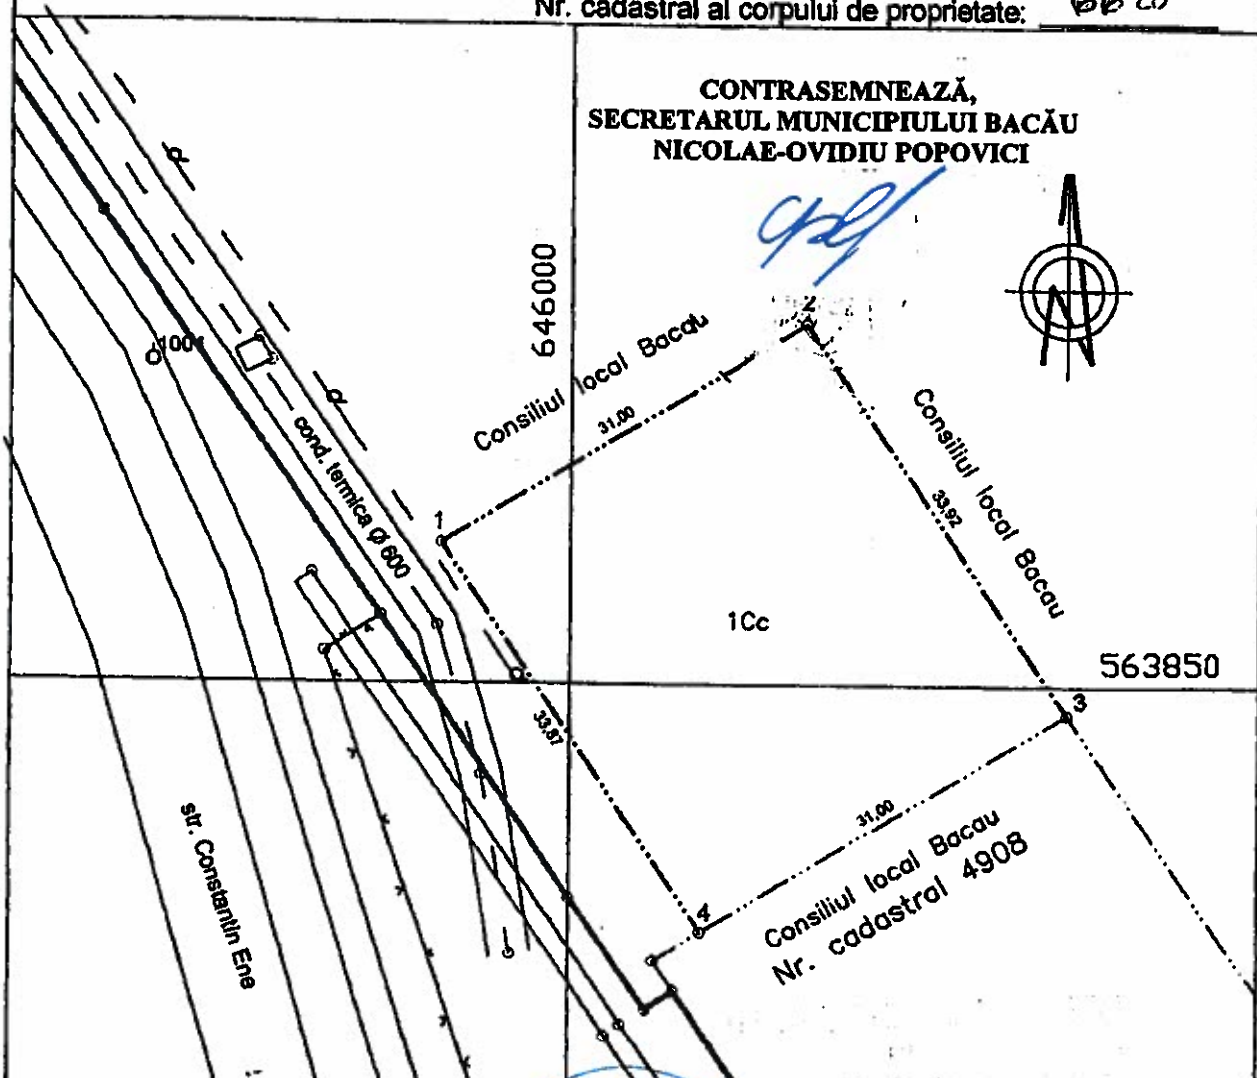 Nr. cadastral al corpului de proprietate:
CONTRASEMNEAZĂ,
SECRETARUL MUNICIPIULUI BACĂU
NICOLAE-OVIDIU POPOVICI
646000
2
Consiliul local Bacau
31.00
1001
cond. termica Ø 600
1
Consiliul local Bacau
33,92
1Cc
563850
3
33,87
31.00
str. Constantin Ene
4
Consiliul local Bacau
Nr. cadastral 4908